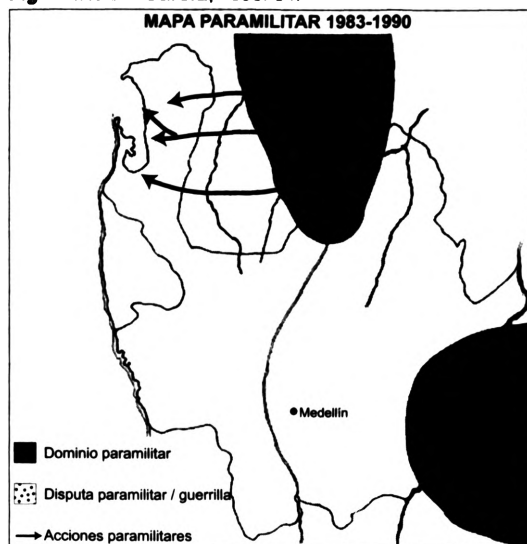 MAPA PARAMILITAR 1983-1990
Medellín
Dominio paramilitar
Disputa paramilitar / guerrilla
Acciones paramilitares